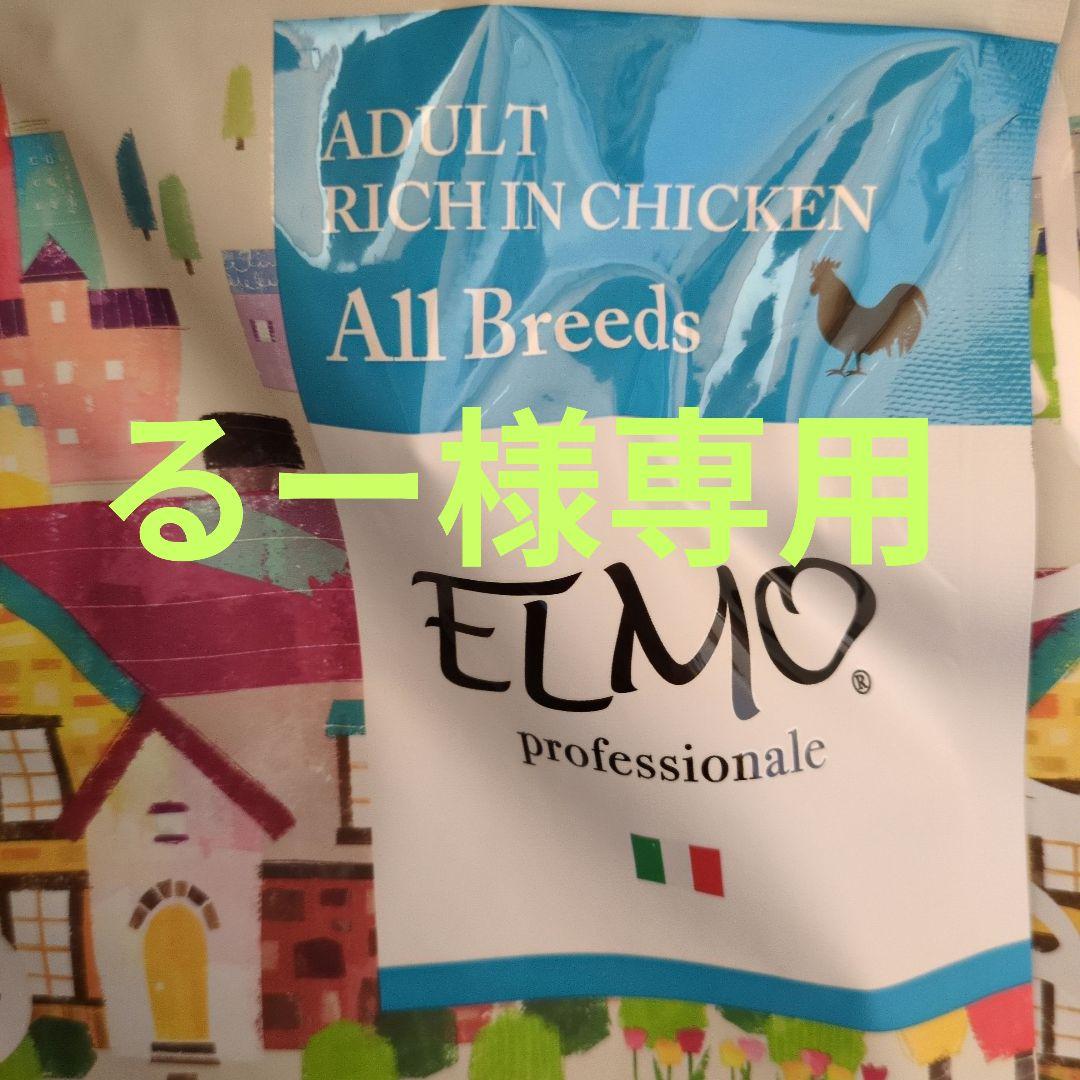 ADULT
RICH IN CHICKEN
All Breeds
るー様専用
ELMO®
professionale